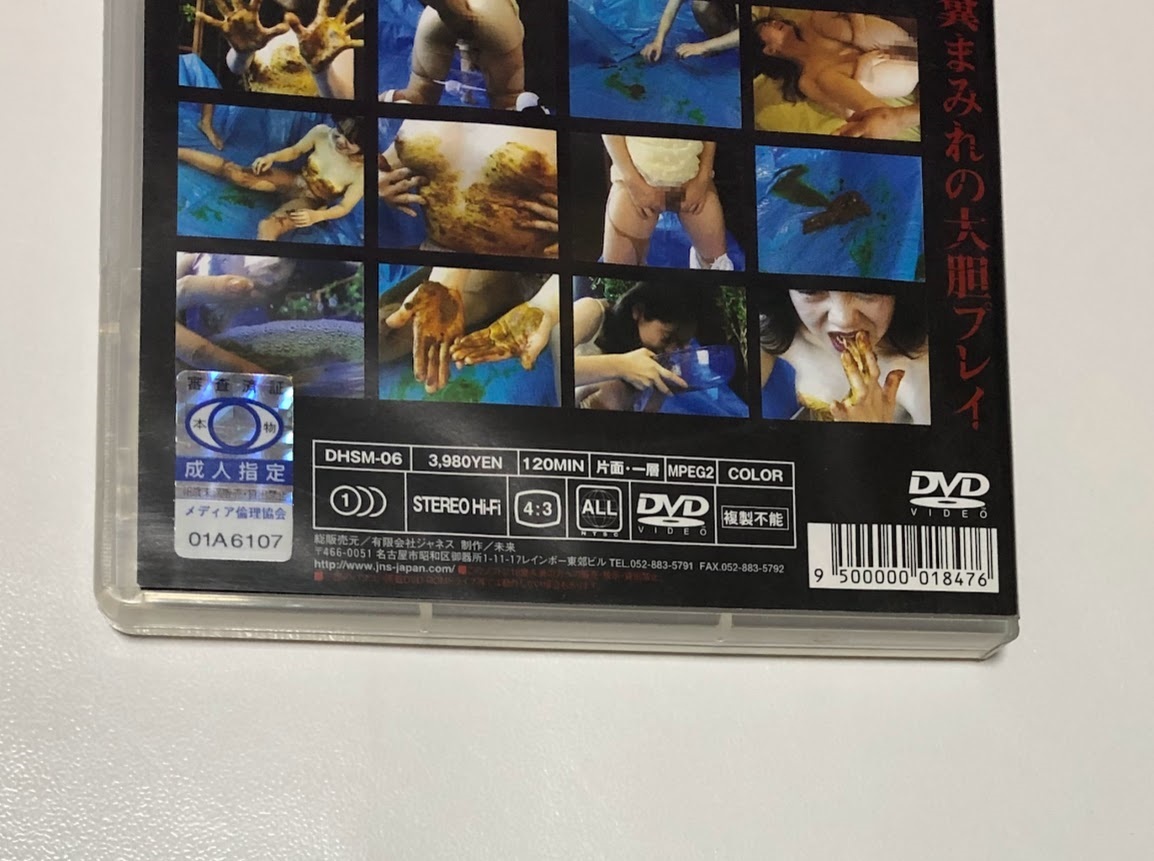 糞まみれの大胆プレイ.
審査済証
本 物
成人指定
メディア倫理協会
01A6107
DHSM-06 3,980YEN 120MIN 片面・一層 MPEG2 COLOR
1 STEREO Hi-Fi 4:3 ALL NTSC DVD VIDEO 複製不能
総販売元／有限会社ジャネス 制作／未来
〒466-0051 名古屋市昭和区御器所1-11-17レインボー東郊ビル TEL.052-883-5791 FAX.052-883-5792
http://www.jns-japan.com/
DVD
VIDEO
9 500000 018476